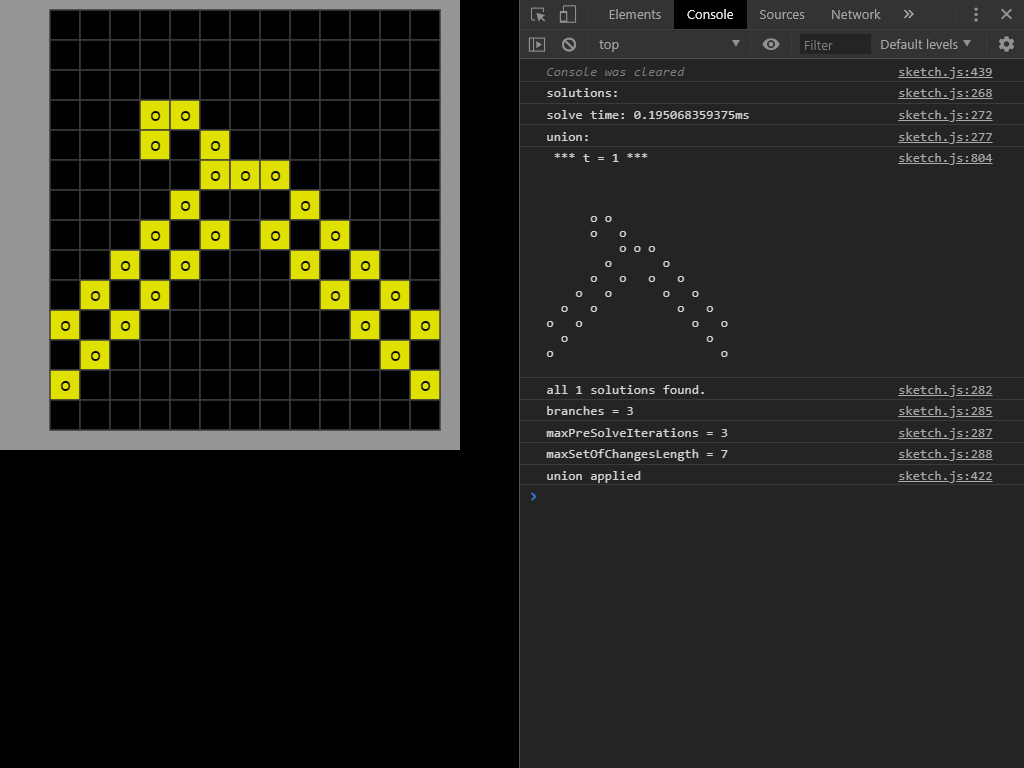 Elements Console Sources Network »
top Filter Default levels
Console was cleared sketch.js:439
solutions: sketch.js:268
solve time: 0.195068359375ms sketch.js:272
union: sketch.js:277
*** t = 1 *** sketch.js:804
o o
o o
o o o
o o
o o o o
o o o o
o o o o
o o o o
o o
o o
all 1 solutions found. sketch.js:282
branches = 3 sketch.js:285
maxPreSolveIterations = 3 sketch.js:287
maxSetOfChangesLength = 7 sketch.js:288
union applied sketch.js:422
>
o o
o o
o o o
o o
o o o o
o o o o
o o o o
o o o o
o o
o o